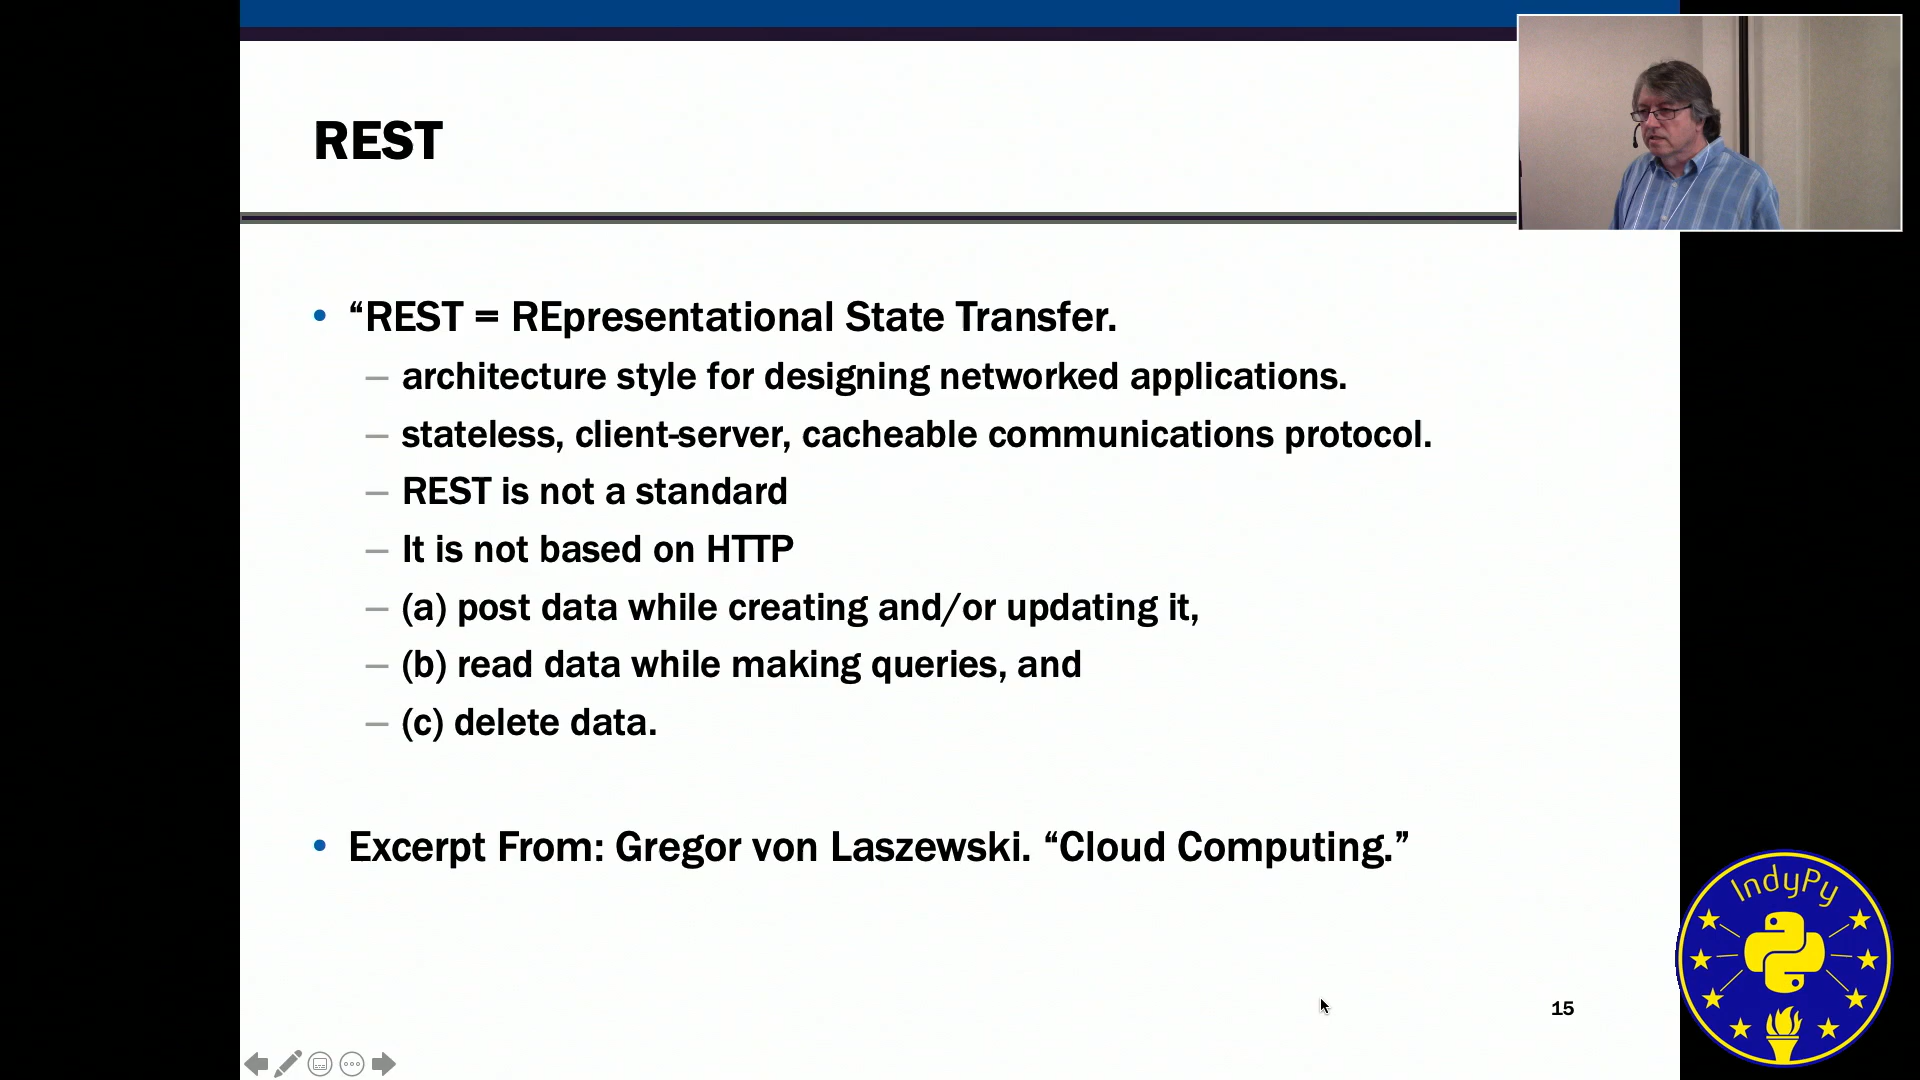 REST
• “REST = REpresentational State Transfer.
– architecture style for designing networked applications.
– stateless, client-server, cacheable communications protocol.
– REST is not a standard
– It is not based on HTTP
– (a) post data while creating and/or updating it,
– (b) read data while making queries, and
– (c) delete data.
• Excerpt From: Gregor von Laszewski. “Cloud Computing.”
15
IndyPy